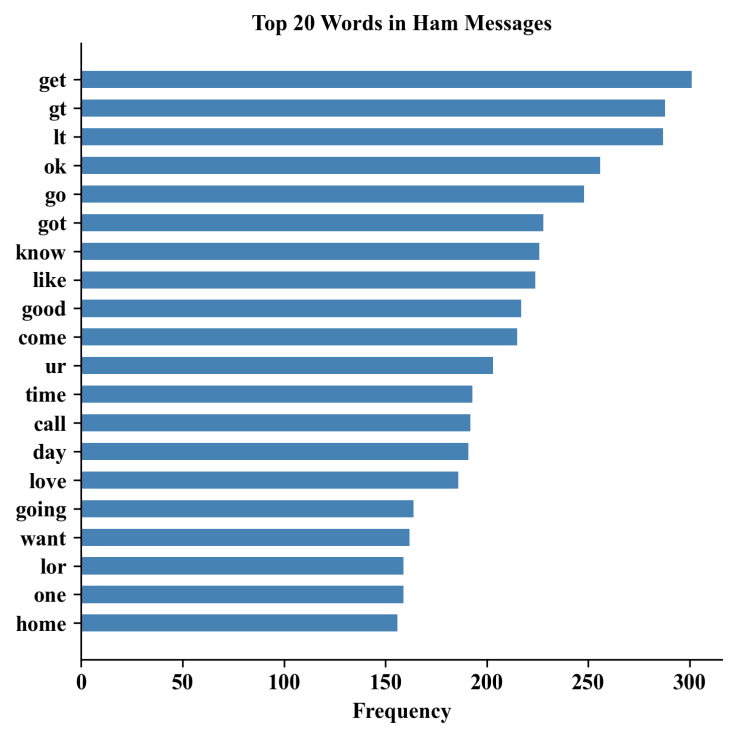 Top 20 Words in Ham Messages
get
gt
lt
ok
go
got
know
like
good
come
ur
time
call
day
love
going
want
lor
one
home
0 50 100 150 200 250 300
Frequency